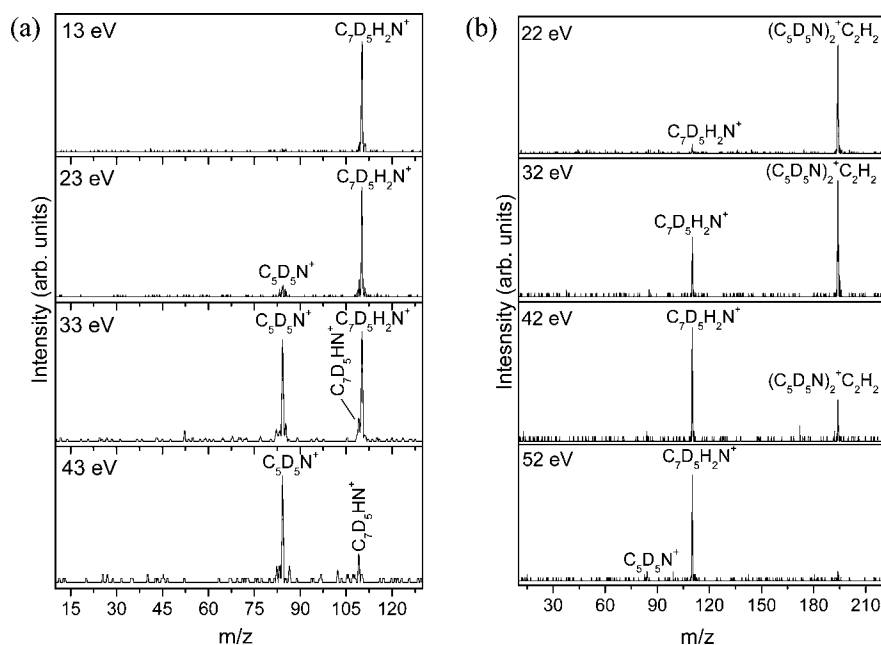 (a)
13 eV
C₇D₅H₂N⁺
23 eV
C₇D₅H₂N⁺
C₅D₅N⁺
33 eV
C₅D₅N⁺
C₇D₅HN⁺
C₇D₅H₂N⁺
43 eV
C₅D₅N⁺
C₇D₅HN⁺
Intensity (arb. units)
15 30 45 60 75 90 105 120
m/z
(b)
22 eV
(C₅D₅N)₂⁺C₂H₂
C₇D₅H₂N⁺
32 eV
(C₅D₅N)₂⁺C₂H₂
C₇D₅H₂N⁺
42 eV
C₇D₅H₂N⁺
(C₅D₅N)₂⁺C₂H₂
52 eV
C₇D₅H₂N⁺
C₅D₅N⁺
Intesnsity (arb. units)
30 60 90 120 150 180 210
m/z